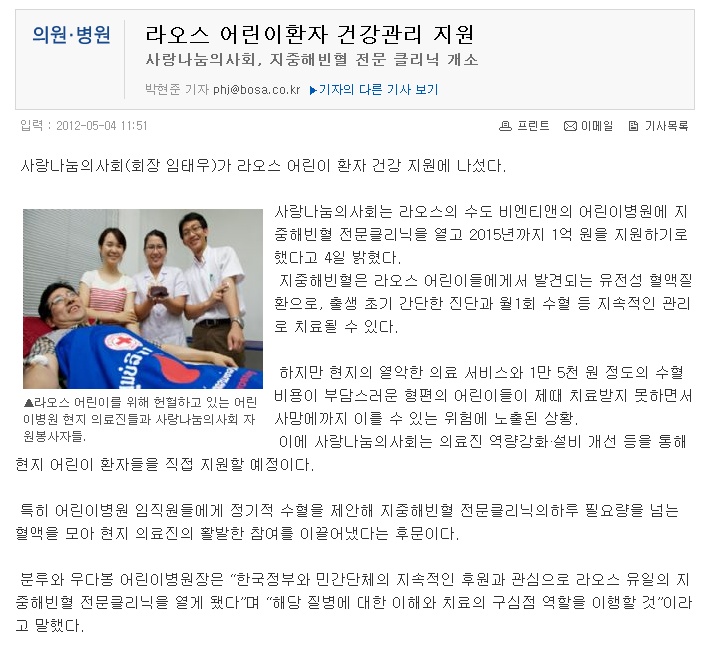 의원·병원
라오스 어린이환자 건강관리 지원
사랑나눔의사회, 지중해빈혈 전문 클리닉 개소
박현준 기자 phj@bosa.co.kr ▶기자의 다른 기사 보기
입력 : 2012-05-04 11:51
프린트 이메일 기사목록
사랑나눔의사회(회장 임태우)가 라오스 어린이 환자 건강 지원에 나섰다.
사랑나눔의사회는 라오스의 수도 비엔티앤의 어린이병원에 지
중해빈혈 전문클리닉을 열고 2015년까지 1억 원을 지원하기로
했다고 4일 밝혔다.
지중해빈혈은 라오스 어린이들에게서 발견되는 유전성 혈액질
환으로, 출생 초기 간단한 진단과 월1회 수혈 등 지속적인 관리
로 치료될 수 있다.
하지만 현지의 열악한 의료 서비스와 1만 5천 원 정도의 수혈
비용이 부담스러운 형편의 어린이들이 제때 치료받지 못하면서
사망에까지 이를 수 있는 위험에 노출된 상황.
▲라오스 어린이를 위해 헌혈하고 있는 어린
이병원 현지 의료진들과 사랑나눔의사회 자
원봉사자들.
이에 사랑나눔의사회는 의료진 역량강화·설비 개선 등을 통해
현지 어린이 환자들을 직접 지원할 예정이다.
특히 어린이병원 임직원들에게 정기적 수혈을 제안해 지중해빈혈 전문클리닉의하루 필요량을 넘는
혈액을 모아 현지 의료진의 활발한 참여를 이끌어냈다는 후문이다.
분루와 우다봉 어린이병원장은 “한국정부와 민간단체의 지속적인 후원과 관심으로 라오스 유일의 지
중해빈혈 전문클리닉을 열게 됐다”며 “해당 질병에 대한 이해와 치료의 구심점 역할을 이행할 것”이라
고 말했다.